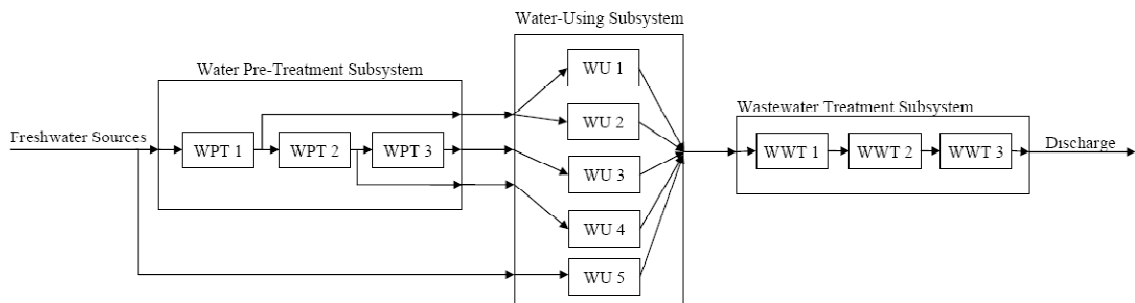 Water-Using Subsystem
Water Pre-Treatment Subsystem
WU 1
Wastewater Treatment Subsystem
WU 2
Freshwater Sources
WPT 1
WPT 2
WPT 3
WWT 1
WWT 2
WWT 3
Discharge
WU 3
WU 4
WU 5